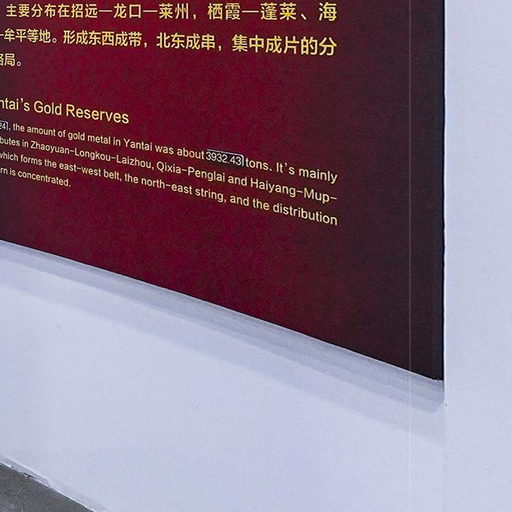 主要分布在招远—龙口—莱州，栖霞—蓬莱、海
—牟平等地。形成东西成带，北东成串，集中成片的分
格局。
ntai's Gold Reserves
24), the amount of gold metal in Yantai was about 3932.43 tons. It's mainly
butes in Zhaoyuan-Longkou-Laizhou, Qixia-Penglai and Haiyang-Mup-
which forms the east-west belt, the north-east string, and the distribution
rn is concentrated.